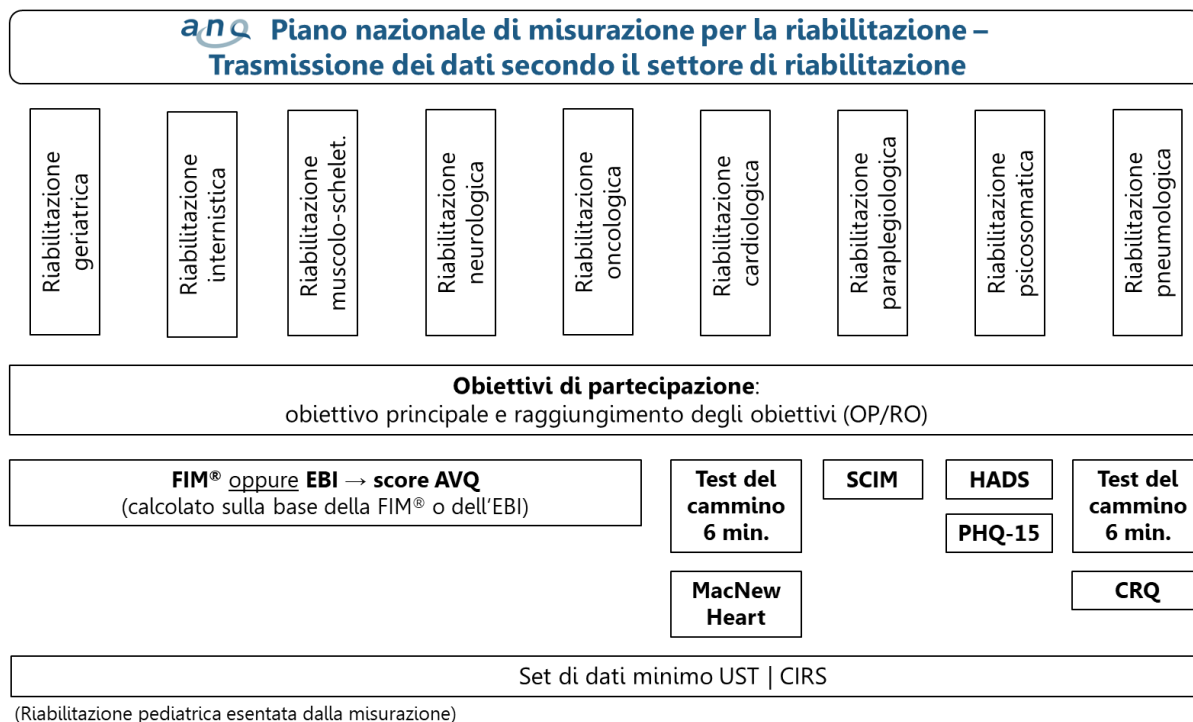 anq Piano nazionale di misurazione per la riabilitazione –
Trasmissione dei dati secondo il settore di riabilitazione
Riabilitazione
geriatrica
Riabilitazione
internistica
Riabilitazione
muscolo-schelet.
Riabilitazione
neurologica
Riabilitazione
oncologica
Riabilitazione
cardiologica
Riabilitazione
paraplegiologica
Riabilitazione
psicosomatica
Riabilitazione
pneumologica
Obiettivi di partecipazione:
obiettivo principale e raggiungimento degli obiettivi (OP/RO)
FIM® oppure EBI → score AVQ
(calcolato sulla base della FIM® o dell'EBI)
Test del
cammino
6 min.
MacNew
Heart
SCIM
HADS
PHQ-15
Test del
cammino
6 min.
CRQ
Set di dati minimo UST | CIRS
(Riabilitazione pediatrica esentata dalla misurazione)